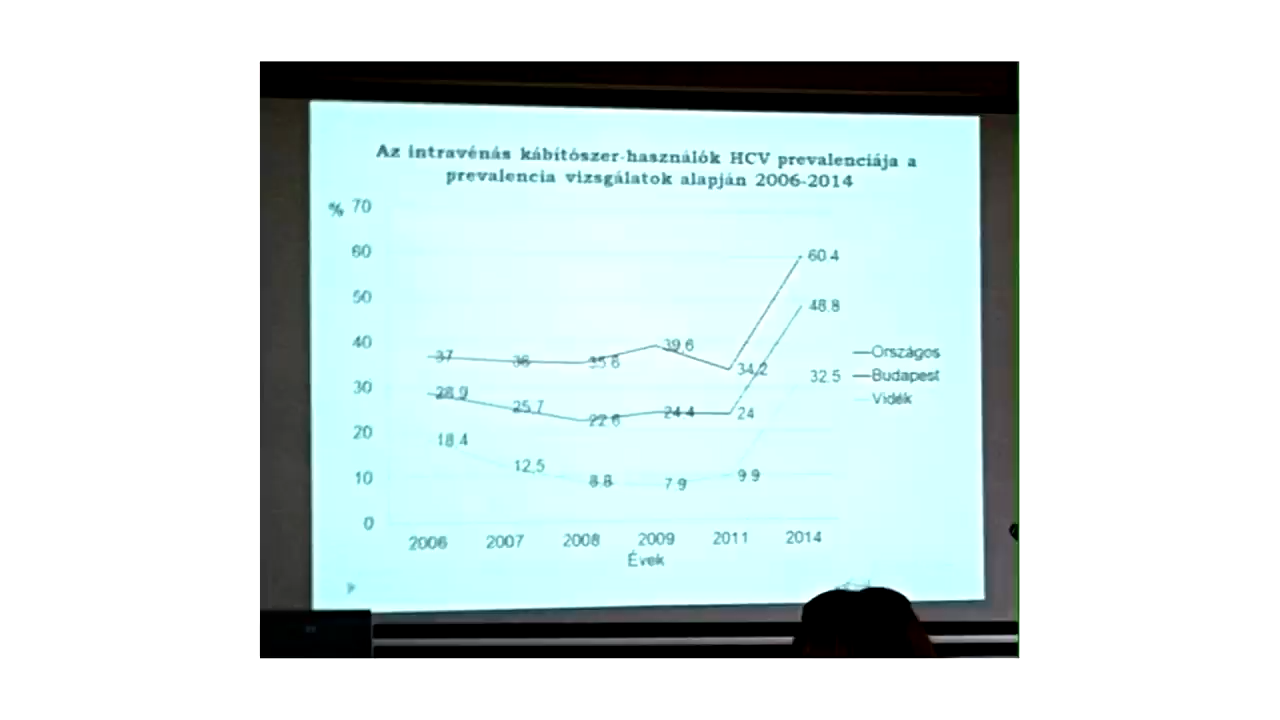 Az intravénás kábítószer-használók HCV prevalenciája a
prevalencia vizsgálatok alapján 2006-2014
% 70
60
50
40
30
20
10
0
37 36 35.6 39.6 34.2 60.4
28.9 25.7 22.6 24.4 24 48.8
18.4 12.5 8.8 7.9 9.9 32.5
2006 2007 2008 2009 2011 2014
Évek
Országos
Budapest
Vidék